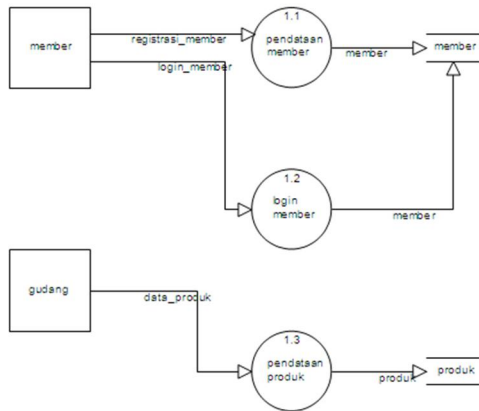 member
registrasi_member
login_member
1.1
pendataan
member
member
member
1.2
login
member
member
gudang
data_produk
1.3
pendataan
produk
produk
produk